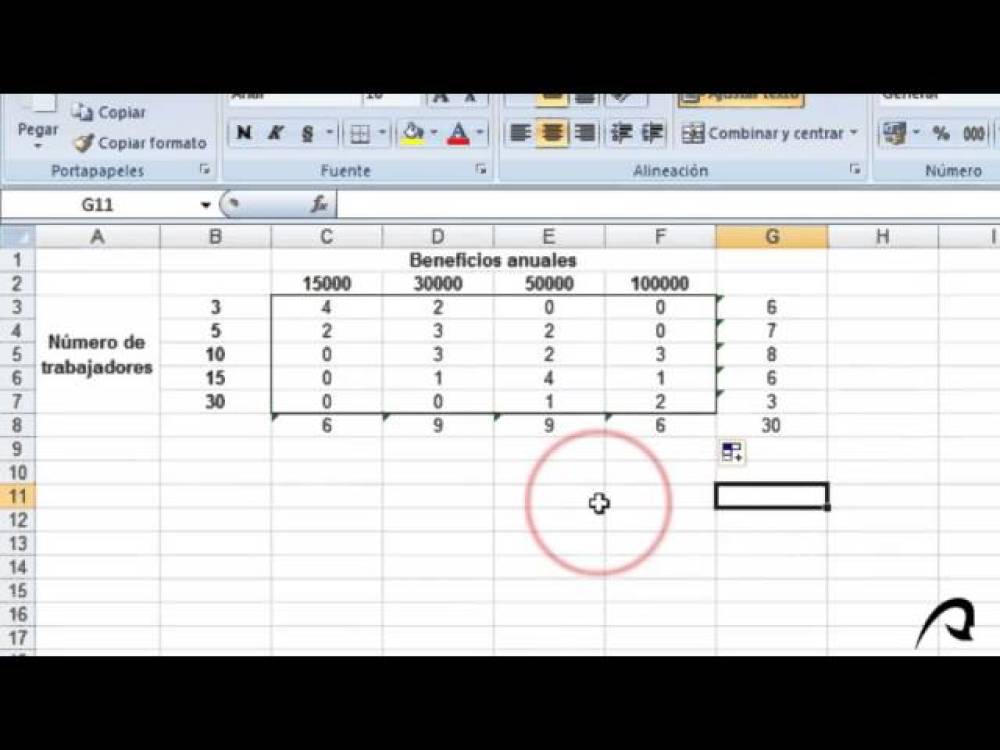 Copiar
Pegar
Copiar formato
N K S
A
Combinar y centrar
% 000
Portapapeles Fuente Alineación Número
G11 fx
A B C D E F G H I
1 Beneficios anuales
2 15000 30000 50000 100000
3 3 4 2 0 0 6
4 5 2 3 2 0 7
Número de
5 10 0 3 2 3 8
trabajadores
6 15 0 1 4 1 6
7 30 0 0 1 2 3
8 6 9 9 6 30
9
10
11
12
13
14
15
16
17